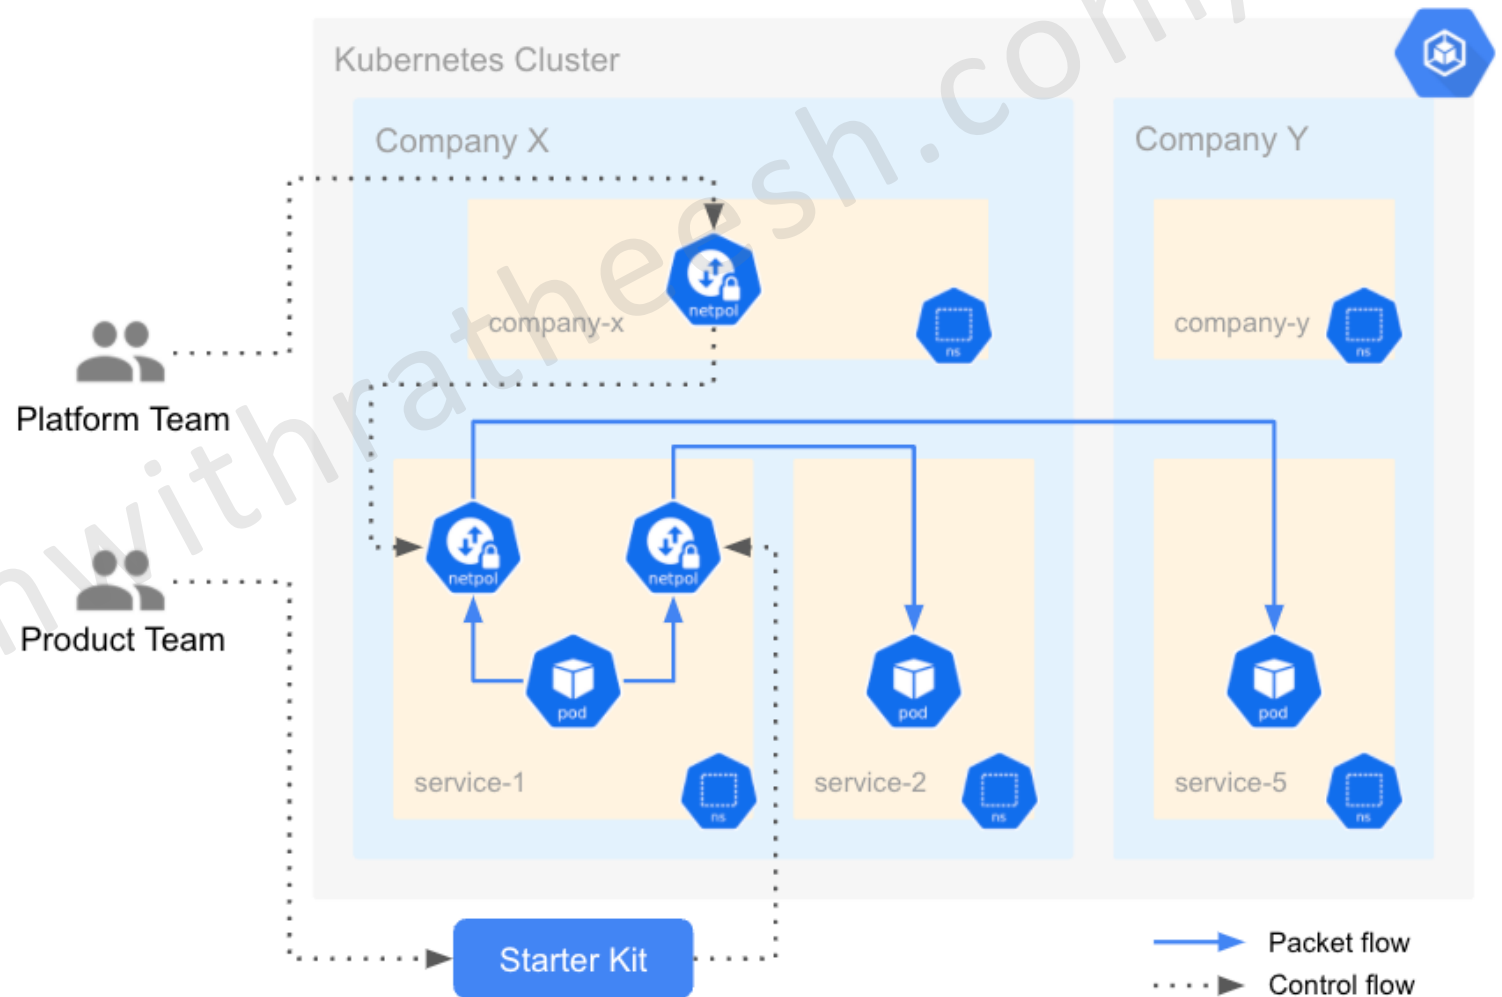 Kubernetes Cluster
Company X
Company Y
netpol
company-x
ns
company-y
ns
Platform Team
netpol
netpol
Product Team
pod
pod
pod
service-1
ns
service-2
ns
service-5
ns
Starter Kit
Packet flow
Control flow